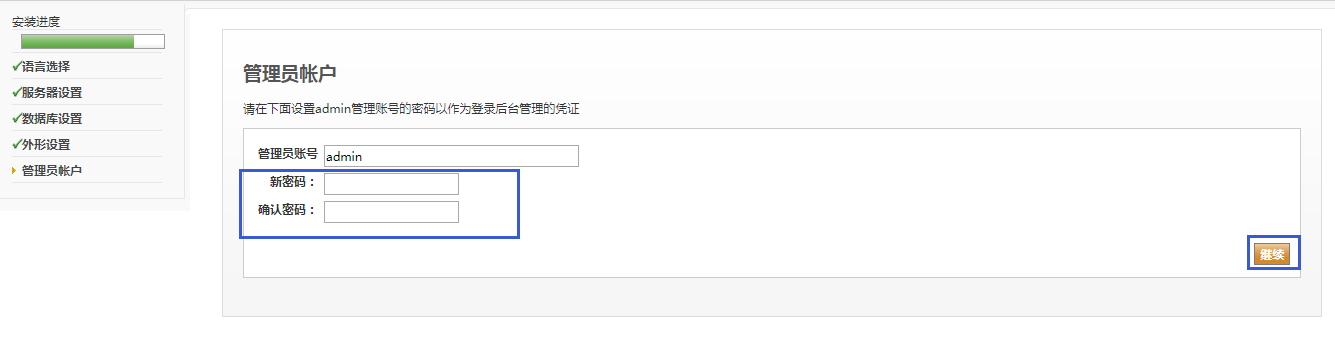 安装进度
语言选择
服务器设置
数据库设置
外形设置
管理员帐户
管理员帐户
请在下面设置admin管理账号的密码以作为登录后台管理的凭证
管理员账号 admin
新密码：
确认密码：
继续